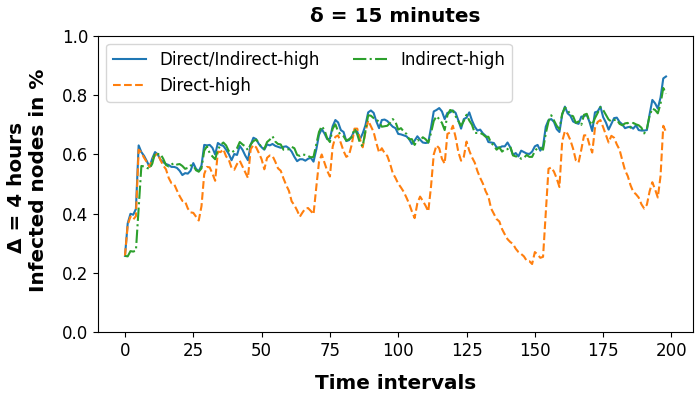 δ = 15 minutes
Δ = 4 hours
Infected nodes in %
1.0
0.8
0.6
0.4
0.2
0.0
Direct/Indirect-high
Direct-high
Indirect-high
0 25 50 75 100 125 150 175 200
Time intervals